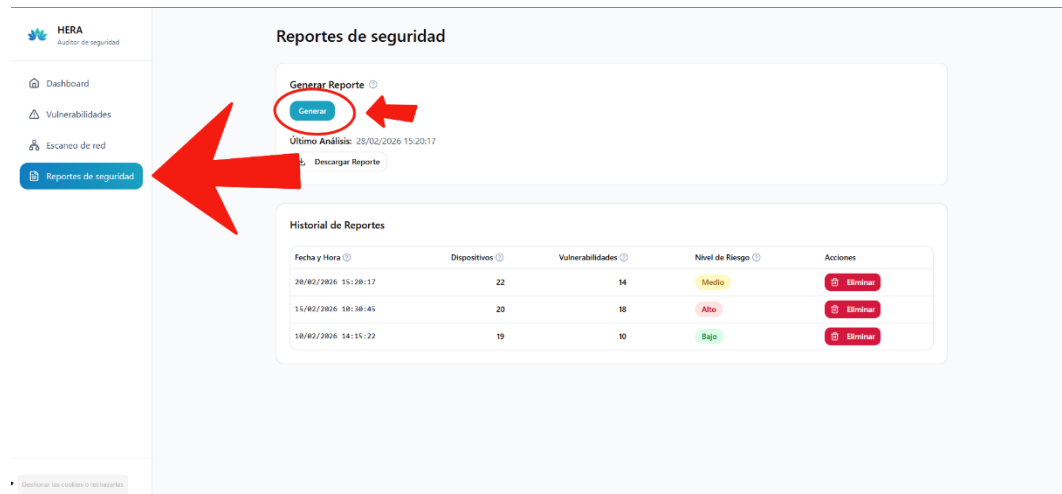 HERA
Auditor de seguridad
Dashboard
Vulnerabilidades
Escaneo de red
Reportes de seguridad
Gestionar las cookies o rechazarlas
Reportes de seguridad
Generar Reporte
Generar
Último Análisis: 28/02/2026 15:20:17
Descargar Reporte
Historial de Reportes
Fecha y Hora Dispositivos Vulnerabilidades Nivel de Riesgo Acciones
20/02/2026 15:20:17 22 14 Medio Eliminar
15/02/2026 10:30:45 20 18 Alto Eliminar
10/02/2026 14:15:22 19 10 Bajo Eliminar